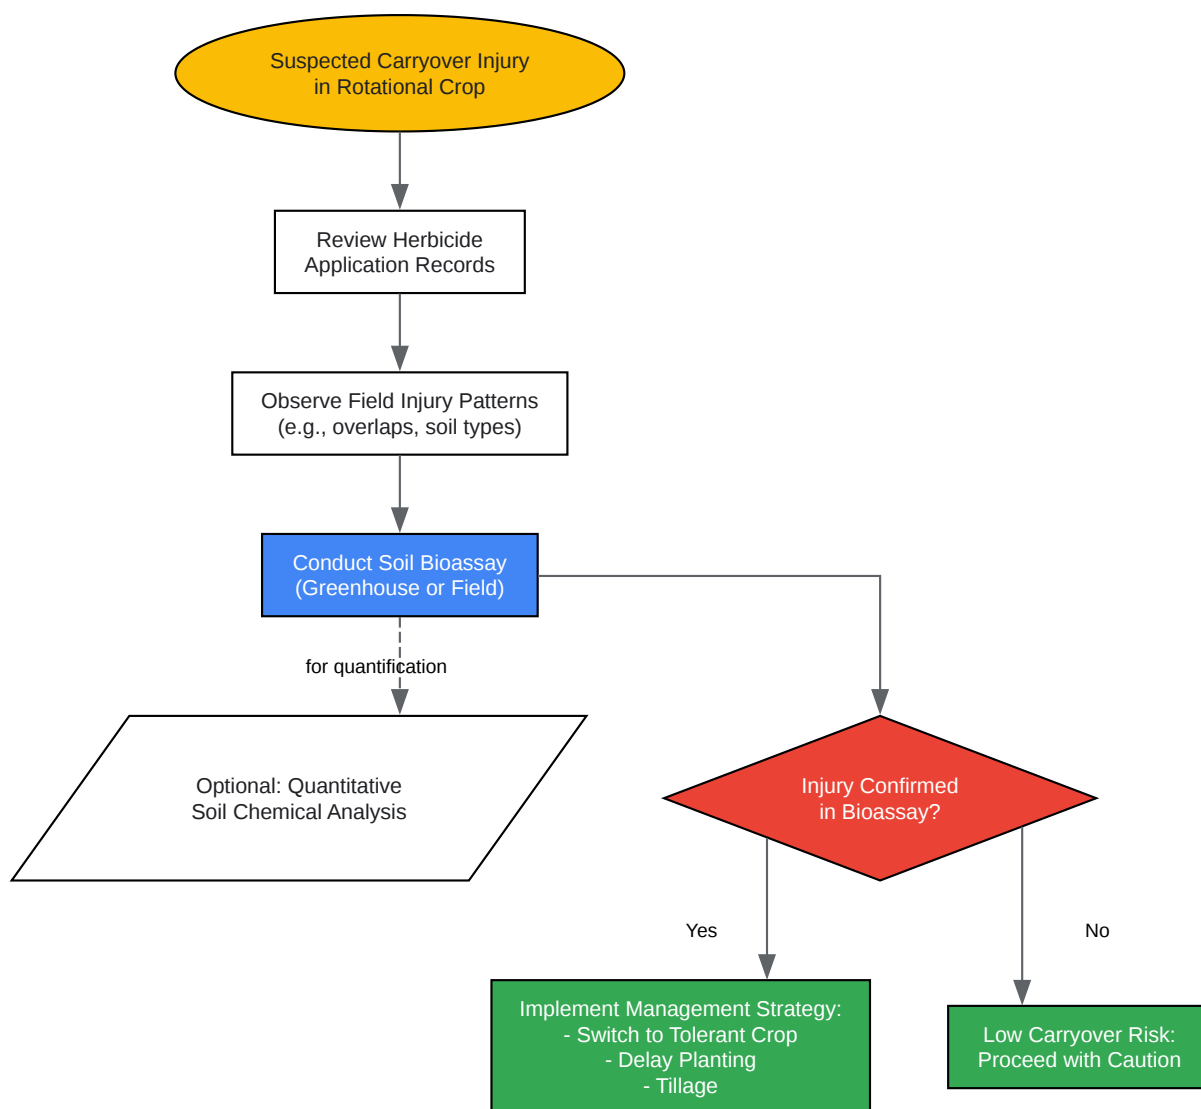 Suspected Carryover Injury
in Rotational Crop
Review Herbicide
Application Records
Observe Field Injury Patterns
(e.g., overlaps, soil types)
Conduct Soil Bioassay
(Greenhouse or Field)
for quantification
Optional: Quantitative
Soil Chemical Analysis
Injury Confirmed
in Bioassay?
Yes
No
Implement Management Strategy:
- Switch to Tolerant Crop
- Delay Planting
- Tillage
Low Carryover Risk:
Proceed with Caution